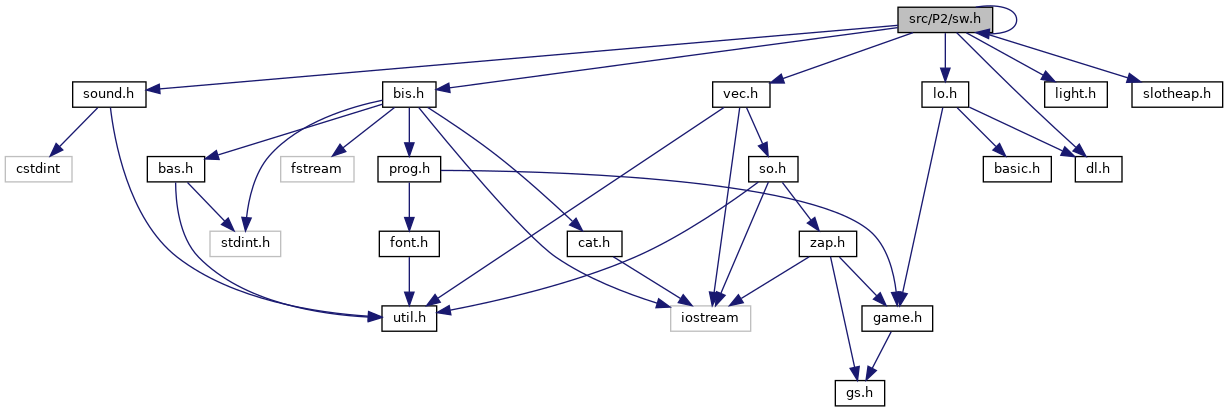 src/P2/sw.h
sound.h
bis.h
vec.h
lo.h
light.h
slotheap.h
cstdint
bas.h
fstream
prog.h
so.h
basic.h
dl.h
stdint.h
font.h
cat.h
zap.h
util.h
iostream
game.h
gs.h